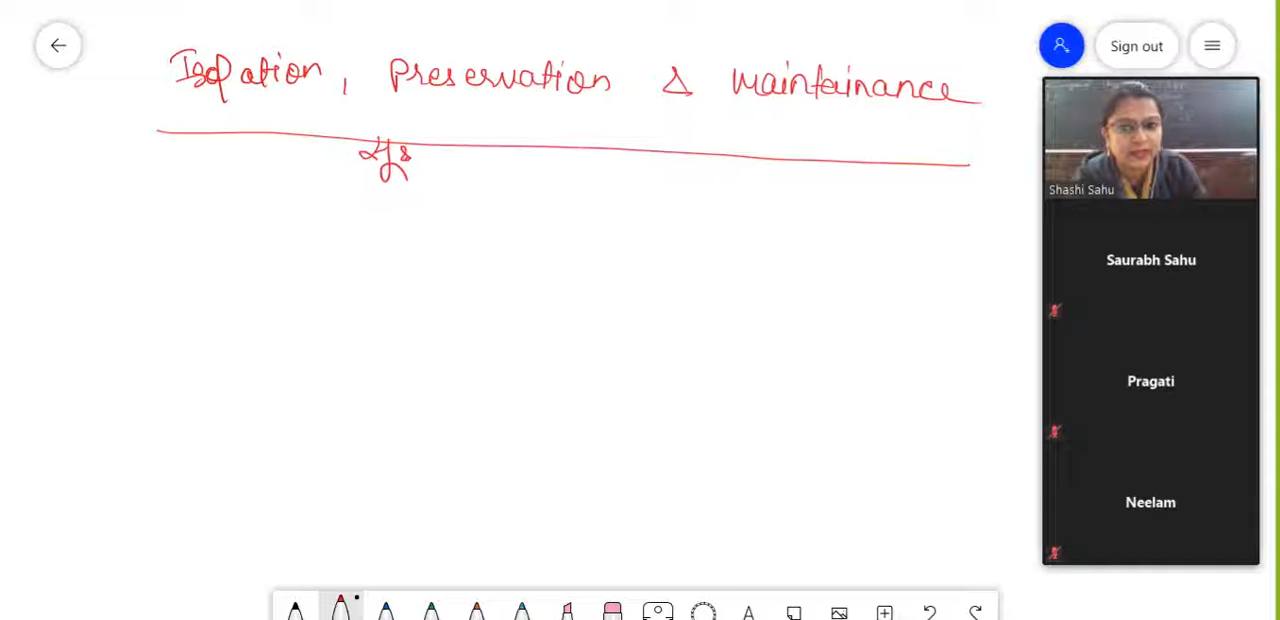 Sign out
Isolation, Preservation & maintainance
Shashi Sahu
Saurabh Sahu
Pragati
Neelam